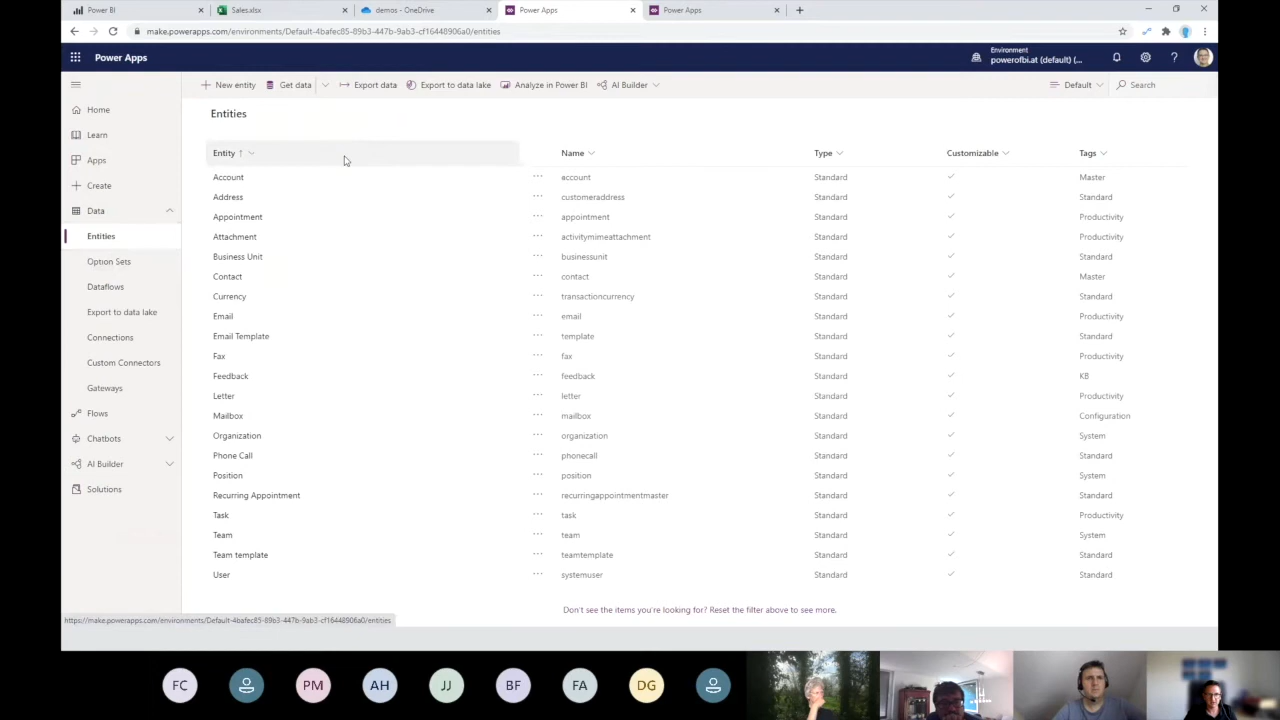 Power BI
Sales.xlsx
demos - OneDrive
Power Apps
Power Apps
make.powerapps.com/environments/Default-4bafec85-89b3-447b-9ab3-cf16448906a0/entities
Power Apps
Environment
powerofbi.at (default) (...
New entity
Get data
Export data
Export to data lake
Analyze in Power BI
AI Builder
Default
Search
Home
Learn
Apps
Create
Data
Entities
Option Sets
Dataflows
Export to data lake
Connections
Custom Connectors
Gateways
Flows
Chatbots
AI Builder
Solutions
Entities
Entity ↑ Name Type Customizable Tags
Account ... account Standard ✓ Master
Address ... customeraddress Standard ✓ Standard
Appointment ... appointment Standard ✓ Productivity
Attachment ... activitymimeattachment Standard ✓ Productivity
Business Unit ... businessunit Standard ✓ Standard
Contact ... contact Standard ✓ Master
Currency ... transactioncurrency Standard ✓ Standard
Email ... email Standard ✓ Productivity
Email Template ... template Standard ✓ Standard
Fax ... fax Standard ✓ Productivity
Feedback ... feedback Standard ✓ KB
Letter ... letter Standard ✓ Productivity
Mailbox ... mailbox Standard ✓ Configuration
Organization ... organization Standard ✓ System
Phone Call ... phonecall Standard ✓ Standard
Position ... position Standard ✓ System
Recurring Appointment ... recurringappointmentmaster Standard ✓ Standard
Task ... task Standard ✓ Productivity
Team ... team Standard ✓ System
Team template ... teamtemplate Standard ✓ Standard
User ... systemuser Standard ✓ Standard
Don't see the items you're looking for? Reset the filter above to see more.
https://make.powerapps.com/environments/Default-4bafec85-89b3-447b-9ab3-cf16448906a0/entities
FC
PM
AH
JJ
BF
FA
DG